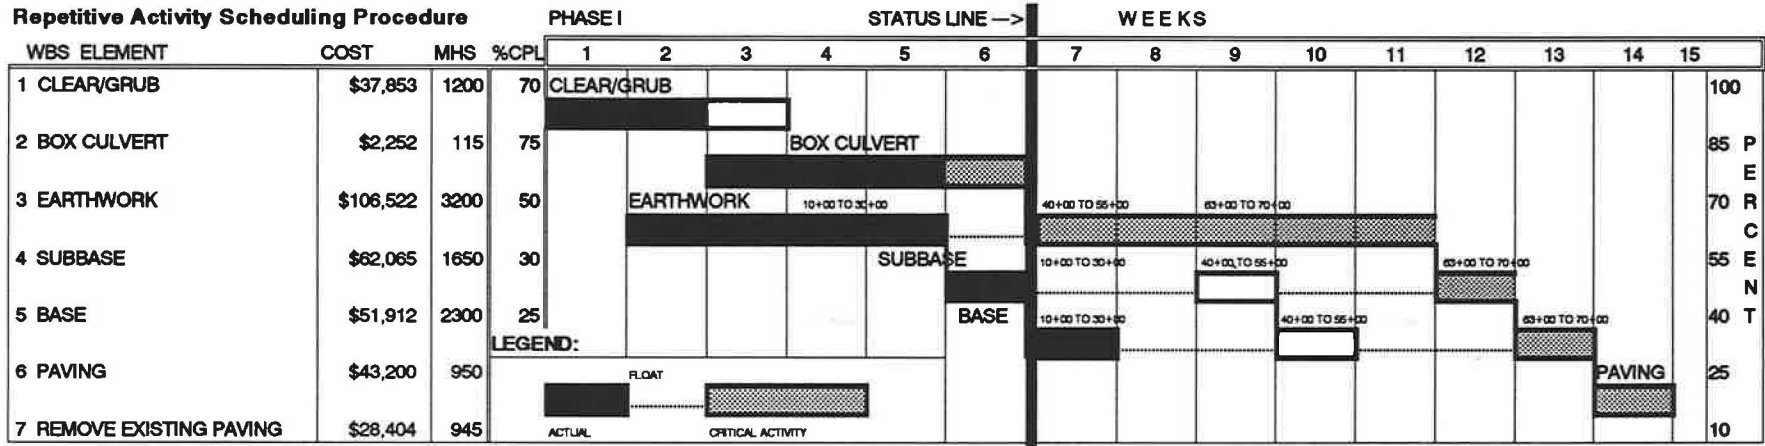 Repetitive Activity Scheduling Procedure PHASE I STATUS LINE —> WEEKS
WBS ELEMENT COST MHS %CPL 1 2 3 4 5 6 7 8 9 10 11 12 13 14 15
1 CLEAR/GRUB $37,853 1200 70 CLEAR/GRUB 100
2 BOX CULVERT $2,252 115 75 BOX CULVERT 85
3 EARTHWORK $106,522 3200 50 EARTHWORK 10+00 TO 30+00 40+00 TO 55+00 63+00 TO 70+00 70
4 SUBBASE $62,065 1650 30 SUBBASE 10+00 TO 30+00 40+00 TO 55+00 63+00 TO 70+00 55
5 BASE $51,912 2300 25 BASE 10+00 TO 30+00 40+00 TO 55+00 63+00 TO 70+00 40
LEGEND:
6 PAVING $43,200 950 FLOAT PAVING 25
7 REMOVE EXISTING PAVING $28,404 945 ACTUAL CRITICAL ACTIVITY 10
PERCENT